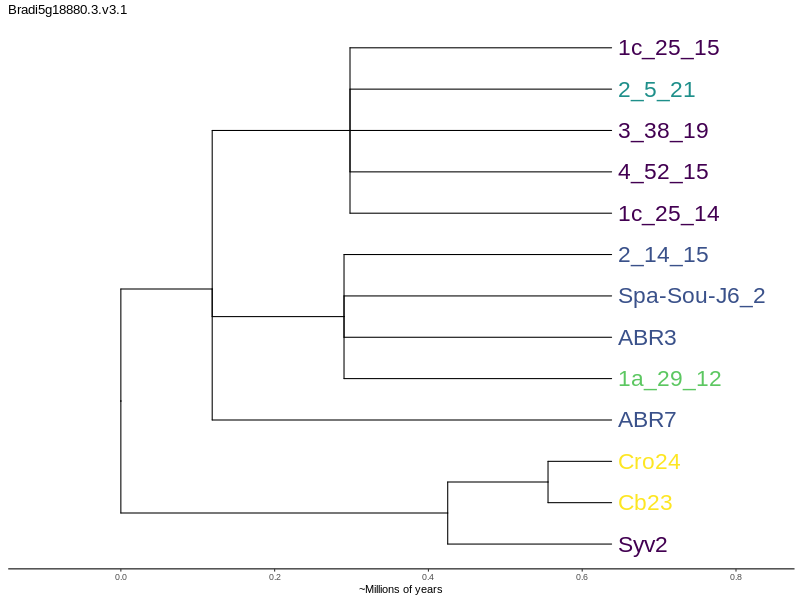 Bradi5g18880.3.v3.1
1c_25_15
2_5_21
3_38_19
4_52_15
1c_25_14
2_14_15
Spa-Sou-J6_2
ABR3
1a_29_12
ABR7
Cro24
Cb23
Syv2
0.0 0.2 0.4 0.6 0.8
~Millions of years